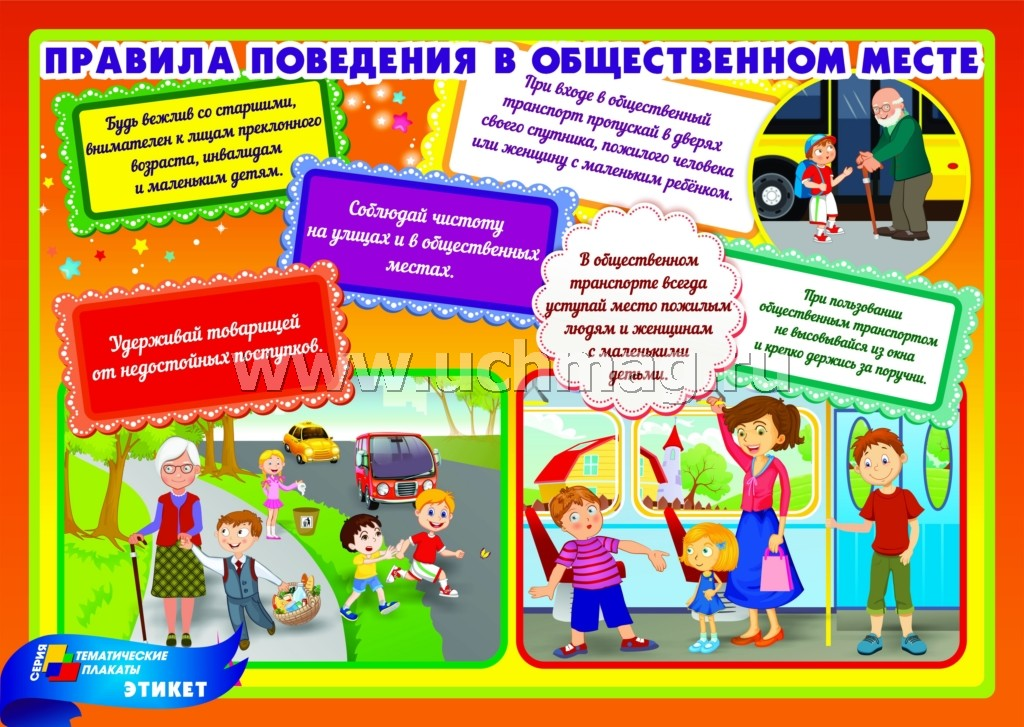 ПРАВИЛА ПОВЕДЕНИЯ В ОБЩЕСТВЕННОМ МЕСТЕ
Будь вежлив со старшими,
внимателен к лицам преклонного
возраста, инвалидам
и маленьким детям.
При входе в общественный
транспорт пропускай в дверях
своего спутника, пожилого человека
или женщину с маленьким ребёнком.
Соблюдай чистоту
на улицах и в общественных
местах.
В общественном
транспорте всегда
уступай место пожилым
людям и женщинам
с маленькими
детьми.
При пользовании
общественным транспортом
не высовывайся из окна
и крепко держись за поручни.
Удерживай товарищей
от недостойных поступков.
www.uchmag.ru
СЕРИЯ
ТЕМАТИЧЕСКИЕ
ПЛАКАТЫ
ЭТИКЕТ